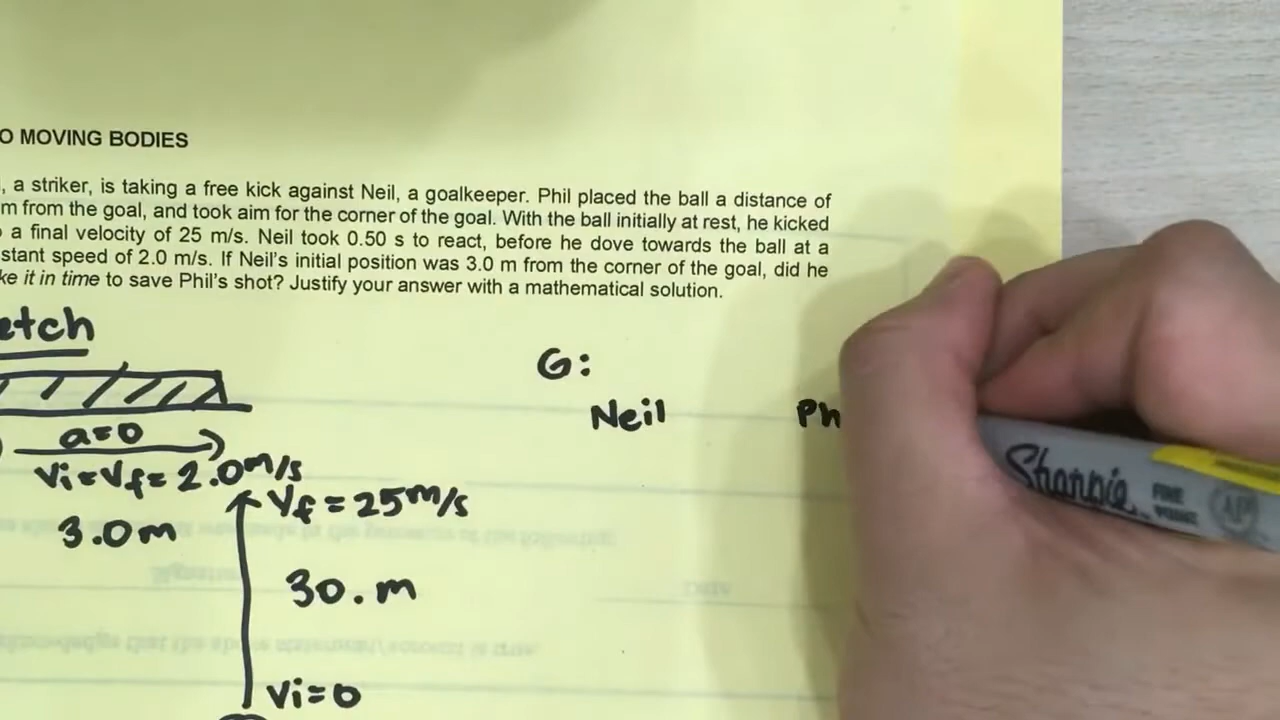 O MOVING BODIES
, a striker, is taking a free kick against Neil, a goalkeeper. Phil placed the ball a distance of
m from the goal, and took aim for the corner of the goal. With the ball initially at rest, he kicked
a final velocity of 25 m/s. Neil took 0.50 s to react, before he dove towards the ball at a
stant speed of 2.0 m/s. If Neil's initial position was 3.0 m from the corner of the goal, did he
ke it in time to save Phil's shot? Justify your answer with a mathematical solution.
etch
G:
Neil Ph
a=0
Vi=Vf=2.0m/s
Vf=25m/s
3.0m
30.m
Vi=0
Sharpie
FINE
POINT
AP